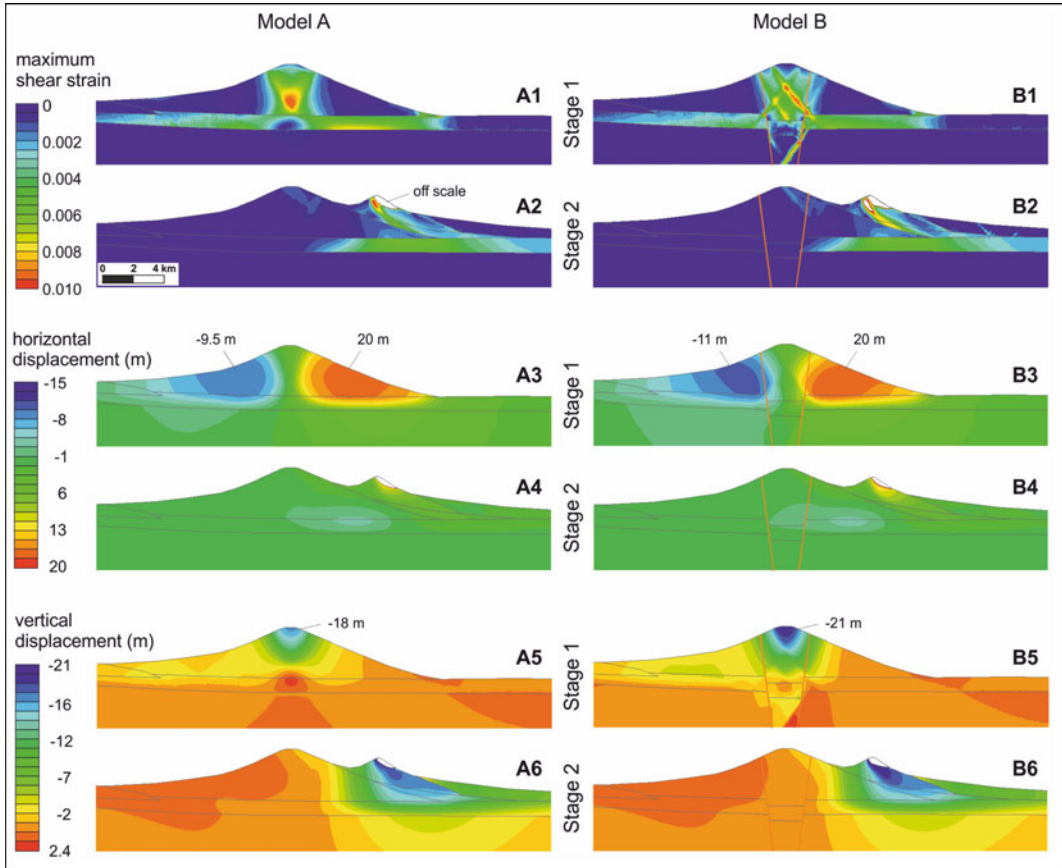 Model A
Model B
maximum
shear strain
0
0.002
0.004
0.006
0.008
0.010
A1
Stage 1
B1
off scale
A2
Stage 2
B2
0 2 4 km
horizontal
displacement (m)
-15
-8
-1
6
13
20
-9.5 m
20 m
A3
Stage 1
-11 m
20 m
B3
A4
Stage 2
B4
vertical
displacement (m)
-21
-16
-12
-7
-2
2.4
-18 m
A5
Stage 1
-21 m
B5
A6
Stage 2
B6